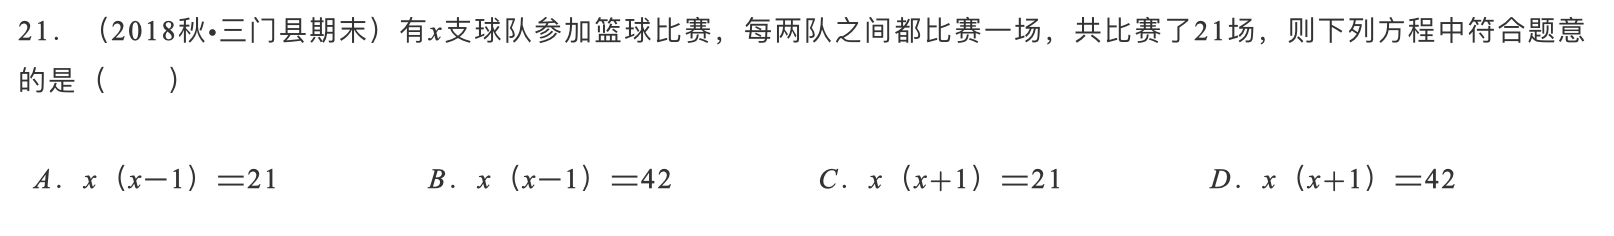 21．（2018秋•三门县期末）有x支球队参加篮球比赛，每两队之间都比赛一场，共比赛了21场，则下列方程中符合题意
的是（　　）
A．x（x－1）＝21　B．x（x－1）＝42　C．x（x+1）＝21　D．x（x+1）＝42